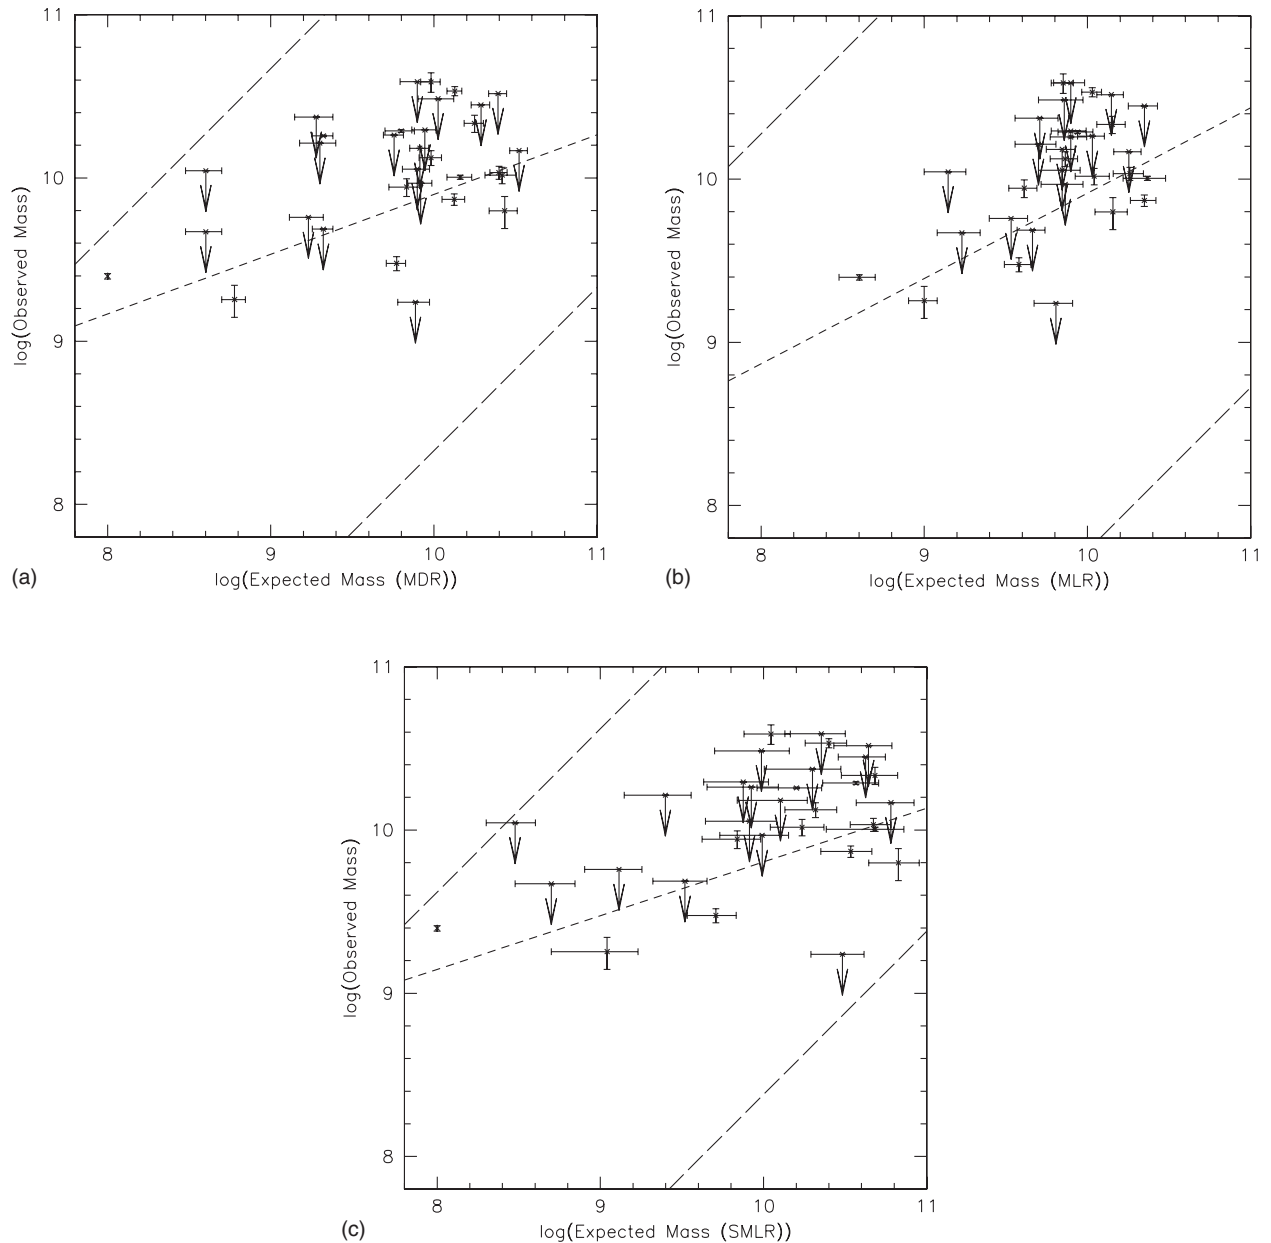 11
10
9
8
log(Observed Mass)
8 9 10 11
log(Expected Mass (MDR))
(a)
11
10
9
8
log(Observed Mass)
8 9 10 11
log(Expected Mass (MLR))
(b)
11
10
9
8
log(Observed Mass)
8 9 10 11
log(Expected Mass (SMLR))
(c)